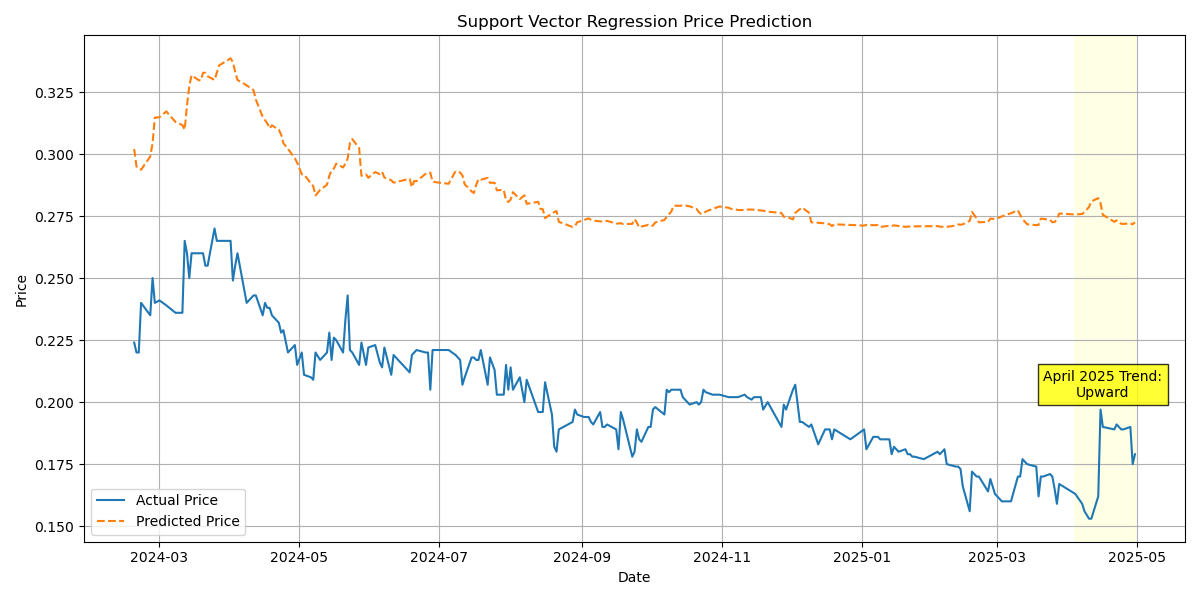 Support Vector Regression Price Prediction
Price
0.325
0.300
0.275
0.250
0.225
0.200
0.175
0.150
April 2025 Trend:
Upward
Actual Price
Predicted Price
2024-03
2024-05
2024-07
2024-09
2024-11
2025-01
2025-03
2025-05
Date